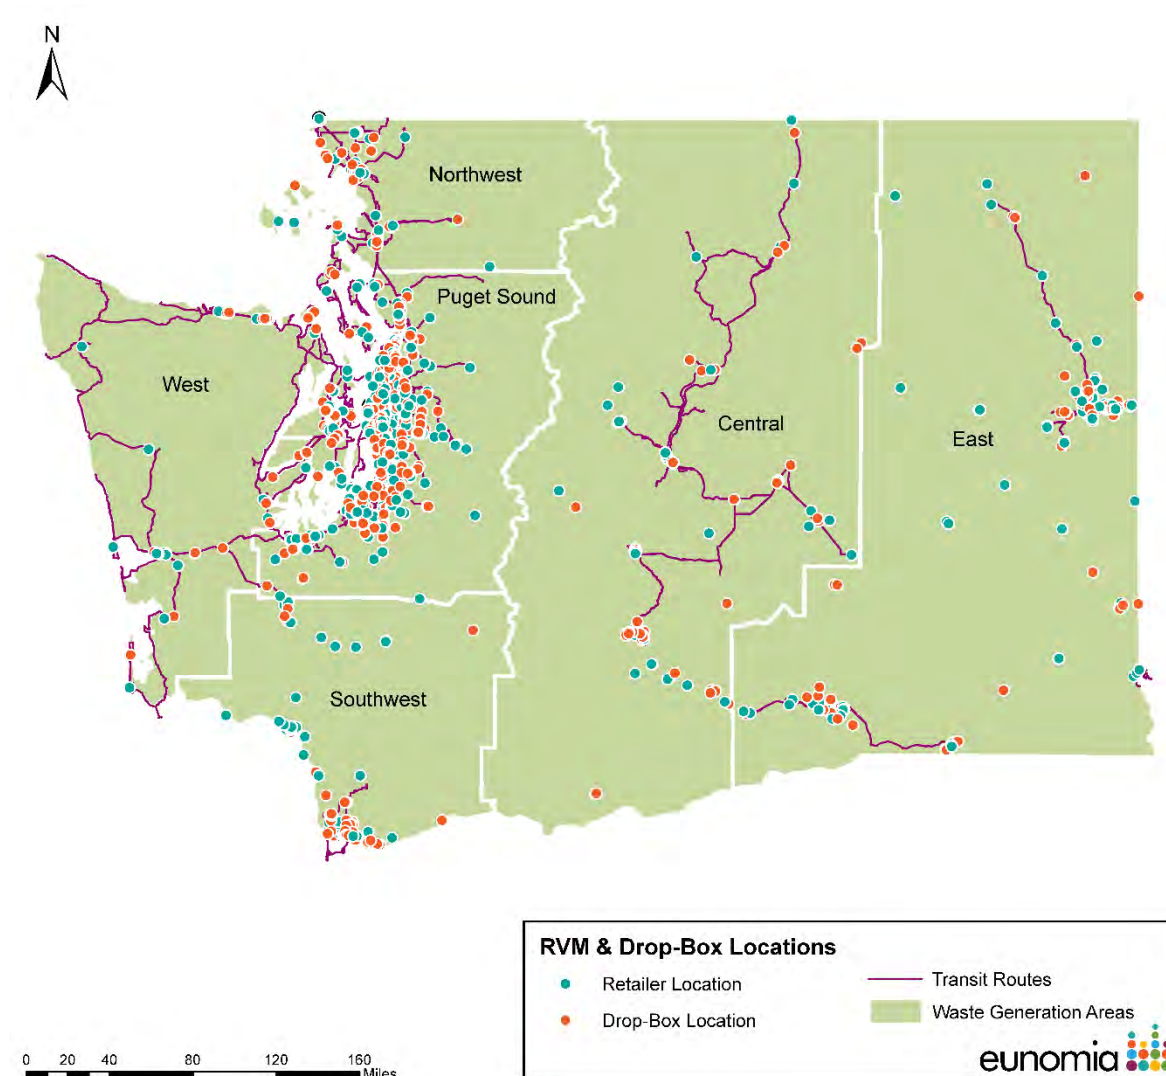 N
Northwest
Puget Sound
West
Central
East
Southwest
RVM & Drop-Box Locations
Retailer Location
Transit Routes
Drop-Box Location
Waste Generation Areas
eunomia
0 20 40 80 120 160
Miles